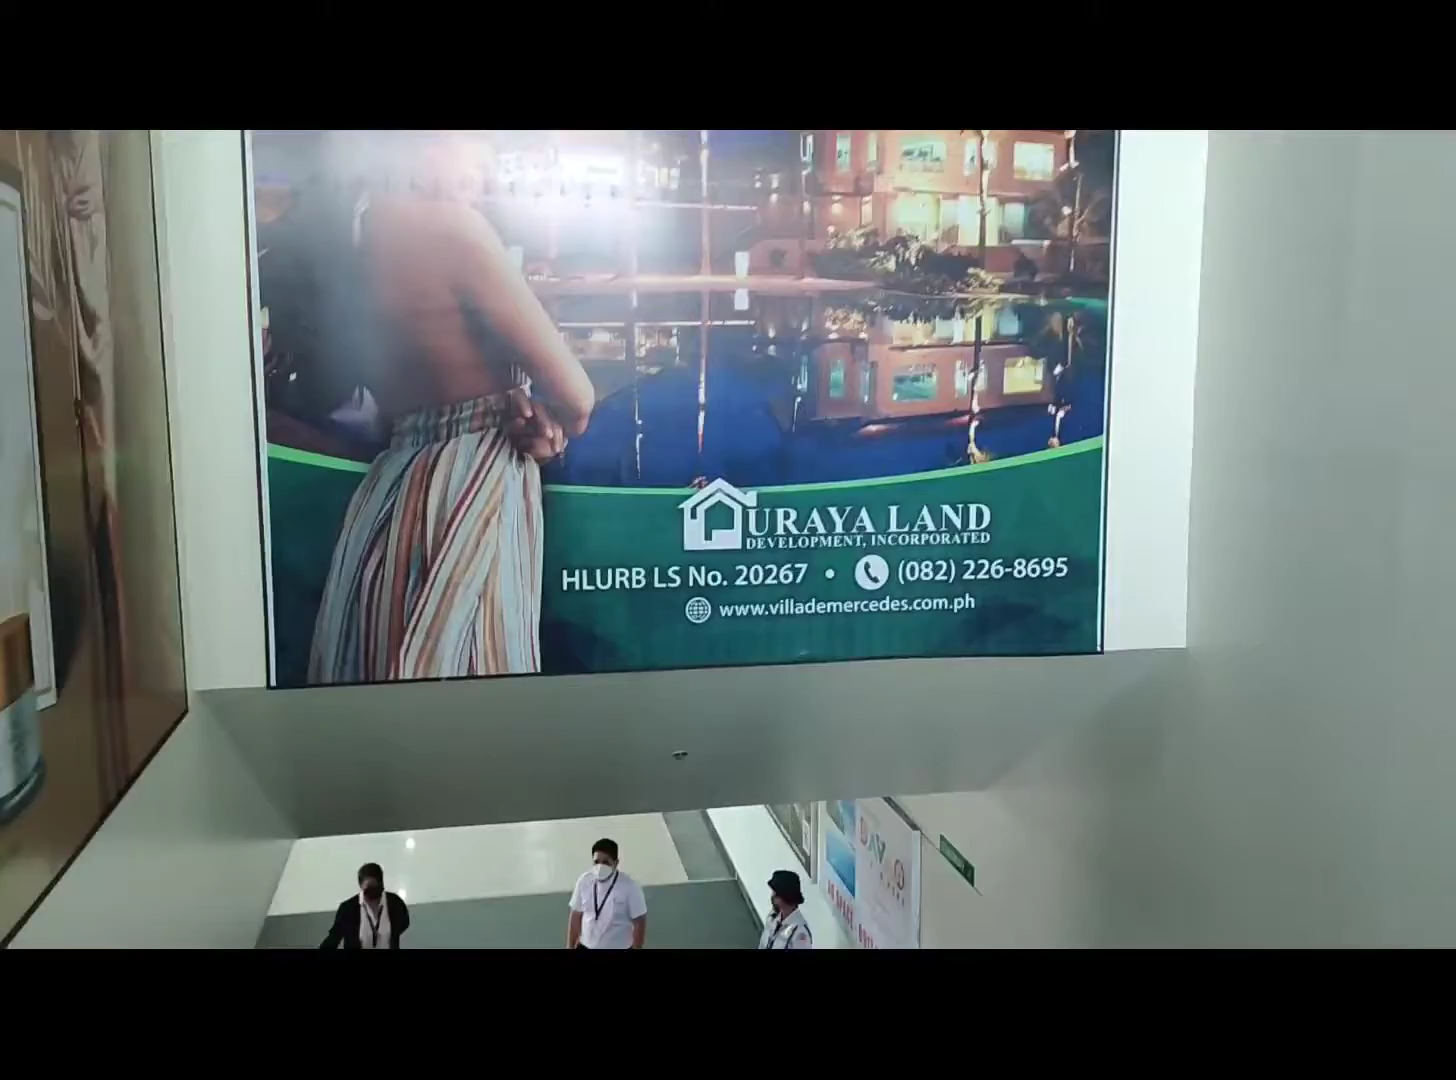 URAYA LAND
DEVELOPMENT, INCORPORATED
HLURB LS No. 20267 • (082) 226-8695
www.villademercedes.com.ph